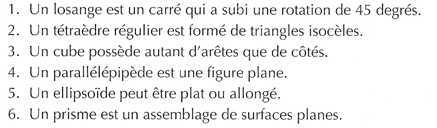 1. Un losange est un carré qui a subi une rotation de 45 degrés.
2. Un tétraèdre régulier est formé de triangles isocèles.
3. Un cube possède autant d'arêtes que de côtés.
4. Un parallélépipède est une figure plane.
5. Un ellipsoïde peut être plat ou allongé.
6. Un prisme est un assemblage de surfaces planes.